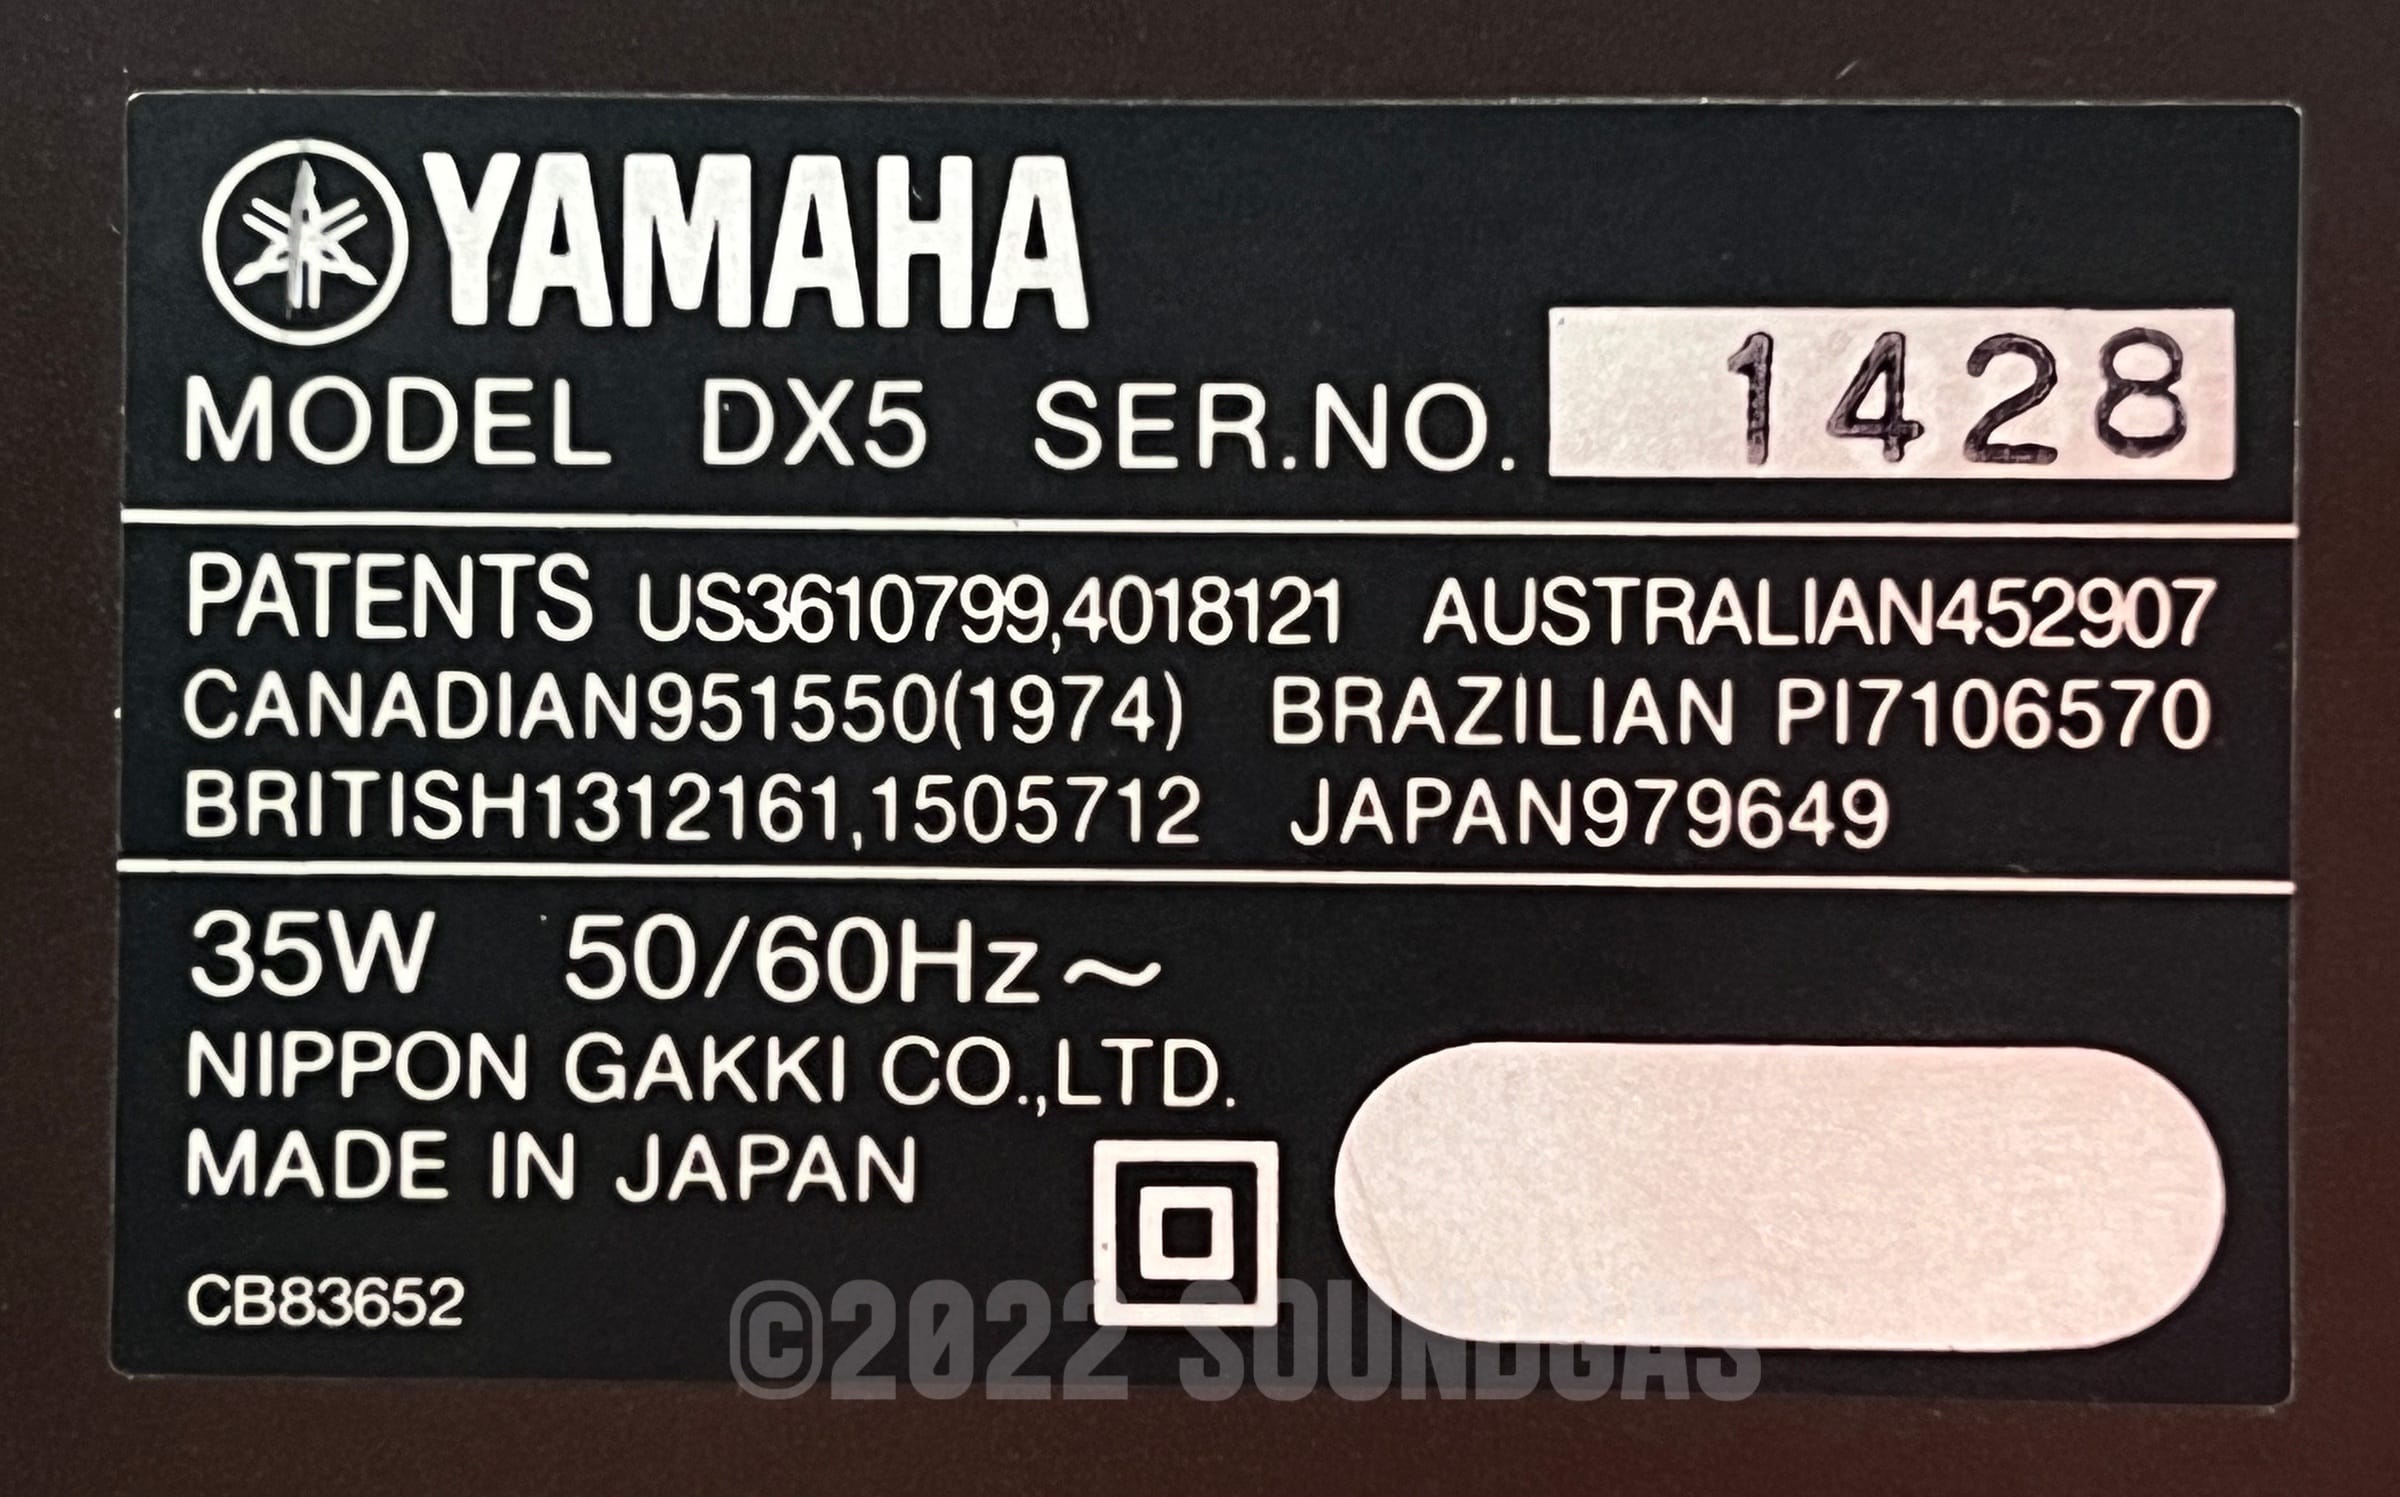 YAMAHA
MODEL DX5 SER.NO. 1428
PATENTS US3610799,4018121 AUSTRALIAN452907
CANADIAN951550(1974) BRAZILIAN PI7106570
BRITISH1312161,1505712 JAPAN979649
35W 50/60Hz~
NIPPON GAKKI CO.,LTD.
MADE IN JAPAN
CB83652
©2022 SOUNDGAS